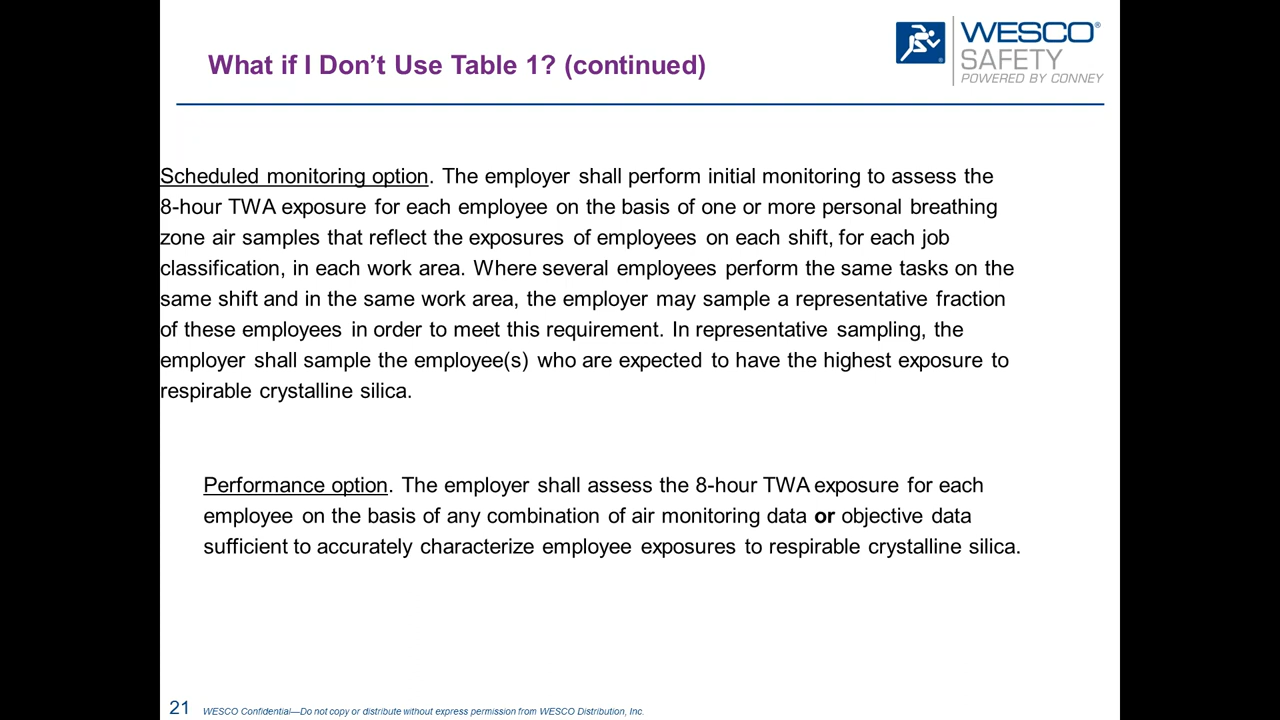 What if I Don’t Use Table 1? (continued)
WESCO®
SAFETY
POWERED BY CONNEY
Scheduled monitoring option. The employer shall perform initial monitoring to assess the
8-hour TWA exposure for each employee on the basis of one or more personal breathing
zone air samples that reflect the exposures of employees on each shift, for each job
classification, in each work area. Where several employees perform the same tasks on the
same shift and in the same work area, the employer may sample a representative fraction
of these employees in order to meet this requirement. In representative sampling, the
employer shall sample the employee(s) who are expected to have the highest exposure to
respirable crystalline silica.
Performance option. The employer shall assess the 8-hour TWA exposure for each
employee on the basis of any combination of air monitoring data or objective data
sufficient to accurately characterize employee exposures to respirable crystalline silica.
21 WESCO Confidential—Do not copy or distribute without express permission from WESCO Distribution, Inc.